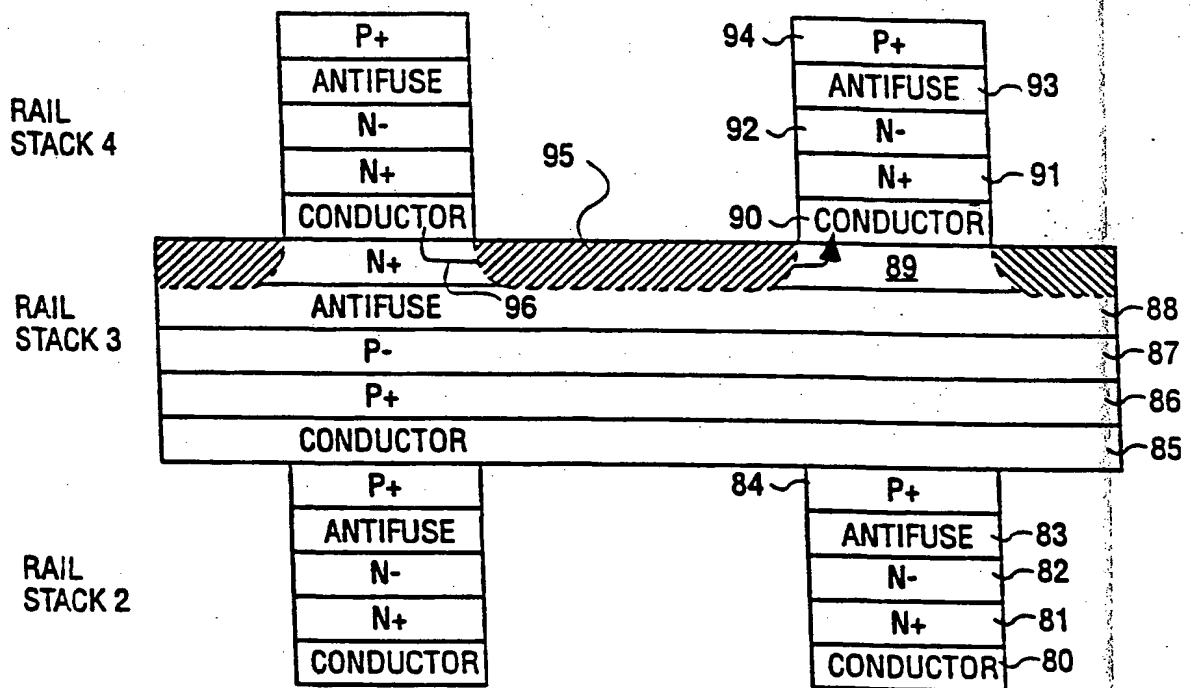 P+
94
P+
ANTIFUSE
ANTIFUSE
93
RAIL
STACK 4
N-
92
N-
95
N+
N+
91
CONDUCTOR
90
CONDUCTOR
N+
89
96
RAIL
STACK 3
ANTIFUSE
88
P-
87
P+
86
CONDUCTOR
85
P+
84
P+
ANTIFUSE
ANTIFUSE
83
RAIL
STACK 2
N-
N-
82
N+
N+
81
CONDUCTOR
CONDUCTOR
80